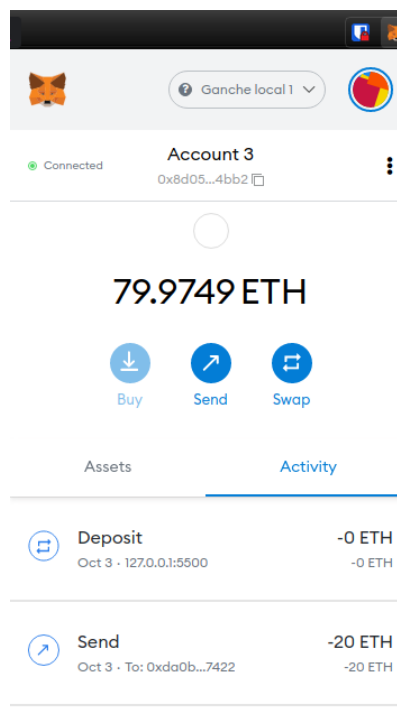 Ganche local 1
Connected
Account 3
0x8d05...4bb2
79.9749 ETH
Buy
Send
Swap
Assets
Activity
Deposit
-0 ETH
Oct 3 · 127.0.0.1:5500
-0 ETH
Send
-20 ETH
Oct 3 · To: 0xda0b...7422
-20 ETH